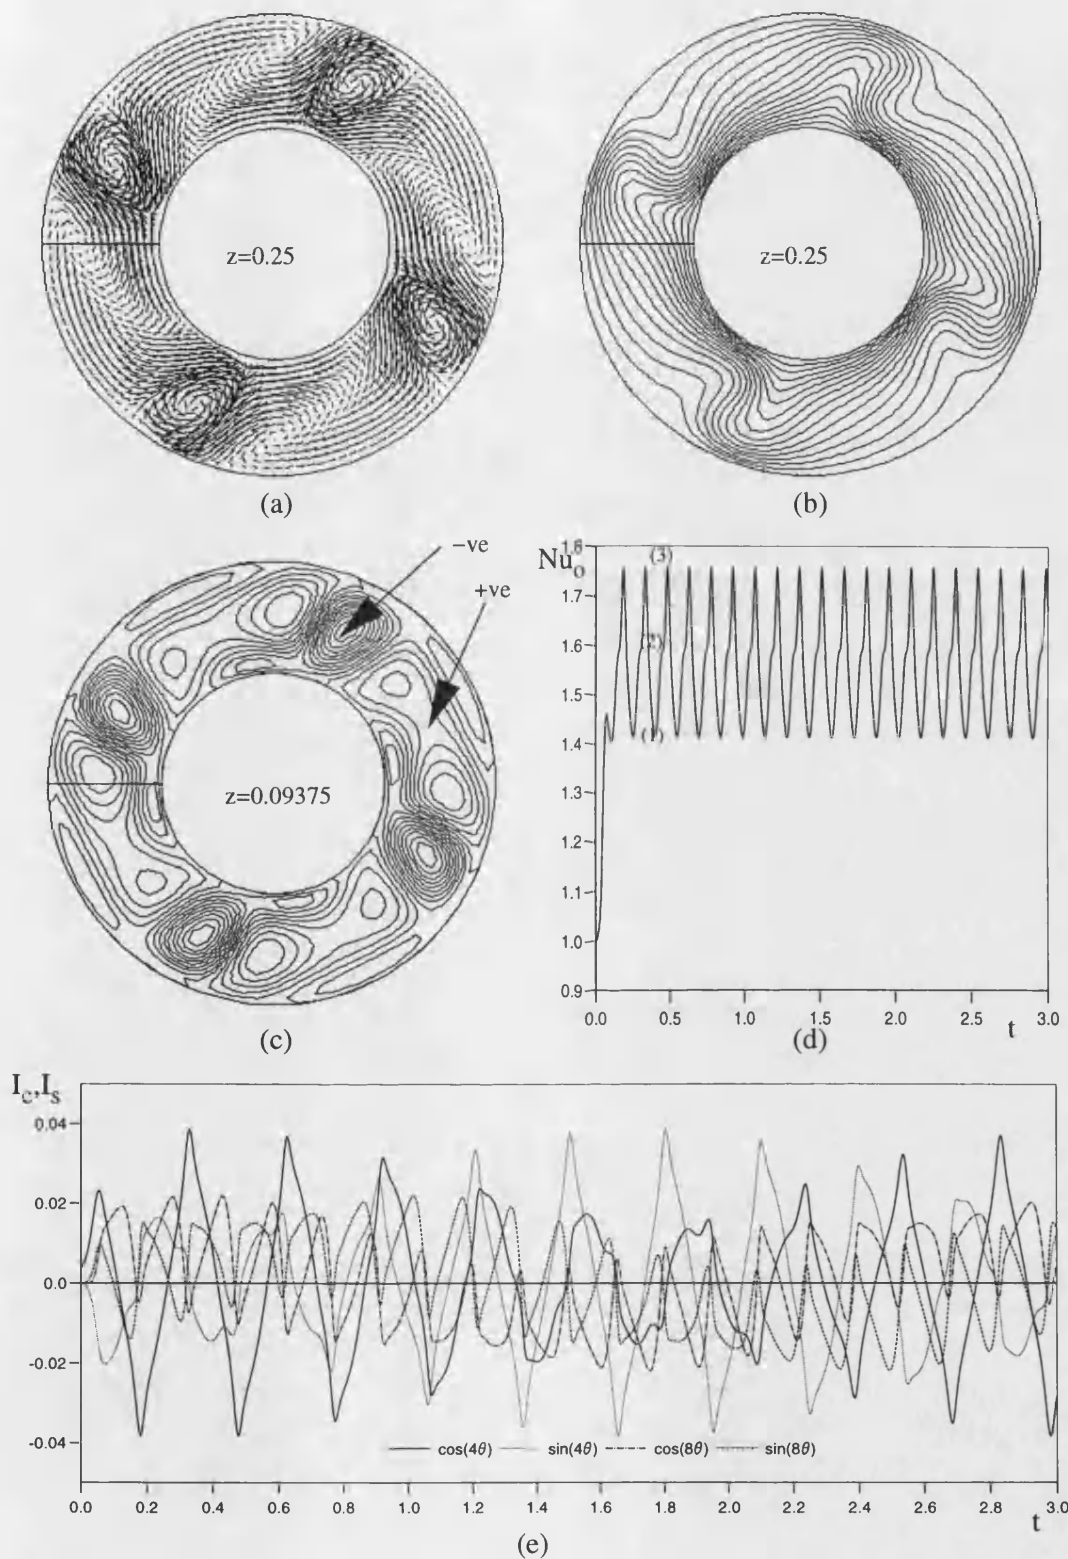 z=0.25
z=0.25
(a)
(b)
−ve
+ve
z=0.09375
(c)
Nu₀
1.8
1.7
1.6
1.5
1.4
1.3
1.2
1.1
1.0
0.9
(3)
(2)
(1)
0.0 0.5 1.0 1.5 2.0 2.5 3.0
t
(d)
I_c,I_s
0.04
0.02
0.0
-0.02
-0.04
cos(4θ) sin(4θ) cos(8θ) sin(8θ)
0.0 0.2 0.4 0.6 0.8 1.0 1.2 1.4 1.6 1.8 2.0 2.2 2.4 2.6 2.8 3.0
t
(e)